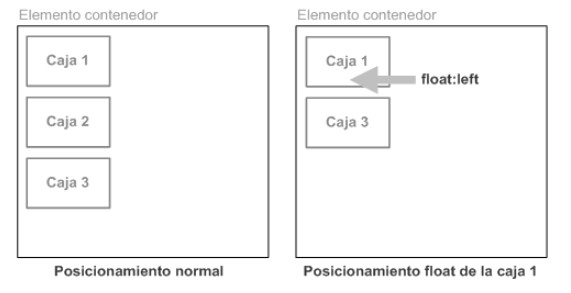 Elemento contenedor
Caja 1
Caja 2
Caja 3
Posicionamiento normal
Elemento contenedor
Caja 1
float:left
Caja 3
Posicionamiento float de la caja 1